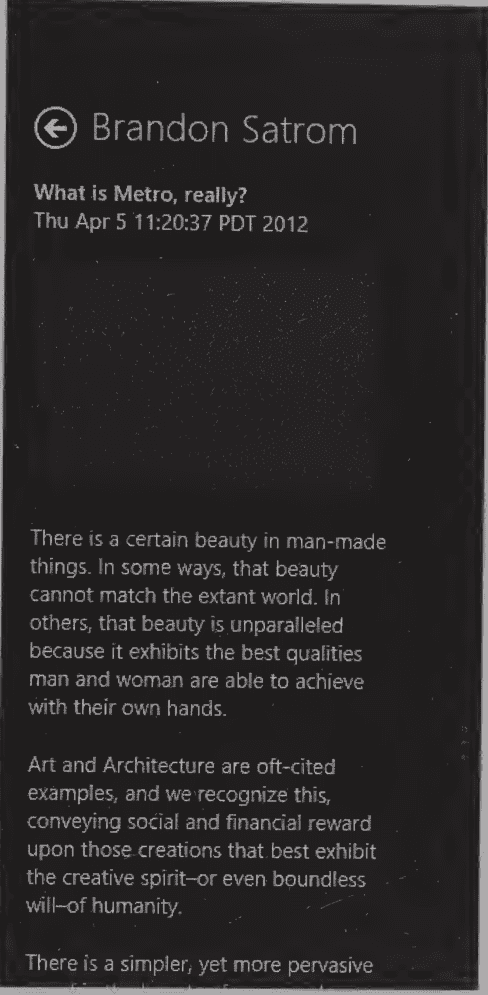 Brandon Satrom
What is Metro, really?
Thu Apr 5 11:20:37 PDT 2012
There is a certain beauty in man-made
things. In some ways, that beauty
cannot match the extant world. In
others, that beauty is unparalleled
because it exhibits the best qualities
man and woman are able to achieve
with their own hands.
Art and Architecture are oft-cited
examples, and we recognize this,
conveying social and financial reward
upon those creations that best exhibit
the creative spirit–or even boundless
will–of humanity.
There is a simpler, yet more pervasive